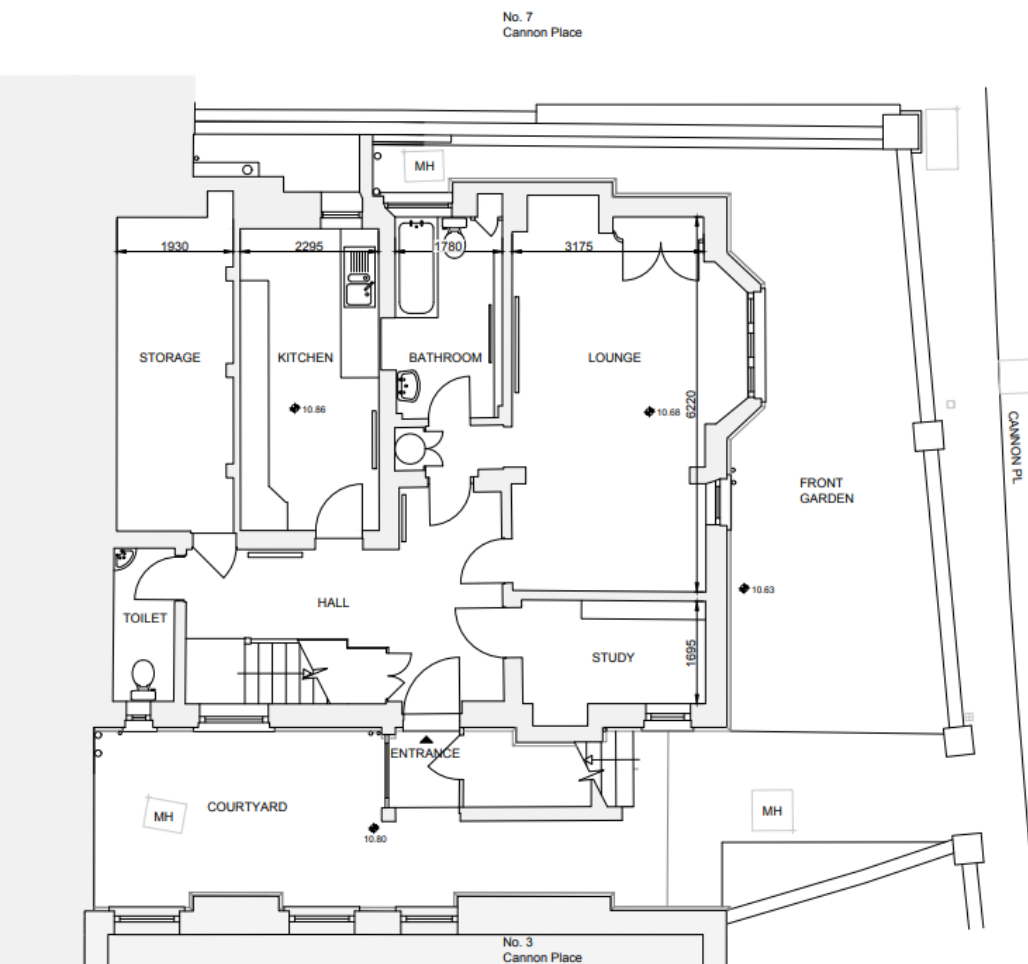 No. 7
Cannon Place
MH
1930
2295
1780
3175
STORAGE
KITCHEN
BATHROOM
LOUNGE
10.86
10.68
6220
CANNON PL
FRONT
GARDEN
10.63
HALL
TOILET
STUDY
1695
ENTRANCE
COURTYARD
MH
MH
10.80
No. 3
Cannon Place